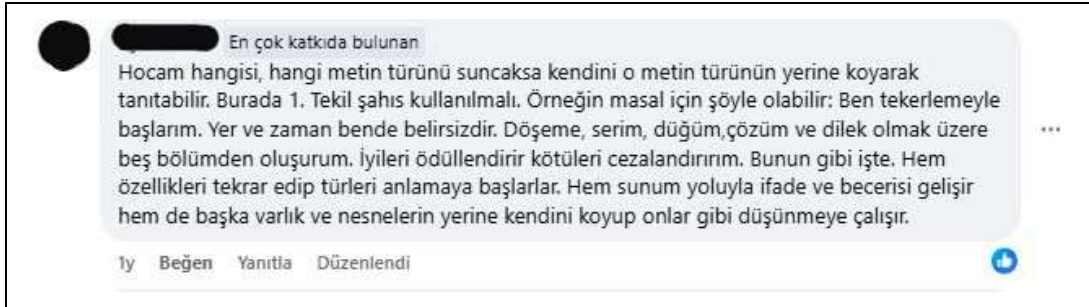 En çok katkıda bulunan
Hocam hangisi, hangi metin türünü suncaksa kendini o metin türünün yerine koyarak
tanıtabilir. Burada 1. Tekil şahıs kullanılmalı. Örneğin masal için şöyle olabilir: Ben tekerlemeyle
başlarım. Yer ve zaman bende belirsizdir. Döşeme, serim, düğüm,çözüm ve dilek olmak üzere
beş bölümden oluşurum. İyileri ödüllendirir kötüleri cezalandırırım. Bunun gibi işte. Hem
özellikleri tekrar edip türleri anlamaya başlarlar. Hem sunum yoluyla ifade ve becerisi gelişir
hem de başka varlık ve nesnelerin yerine kendini koyup onlar gibi düşünmeye çalışır.
1y Beğen Yanıtla Düzenlendi